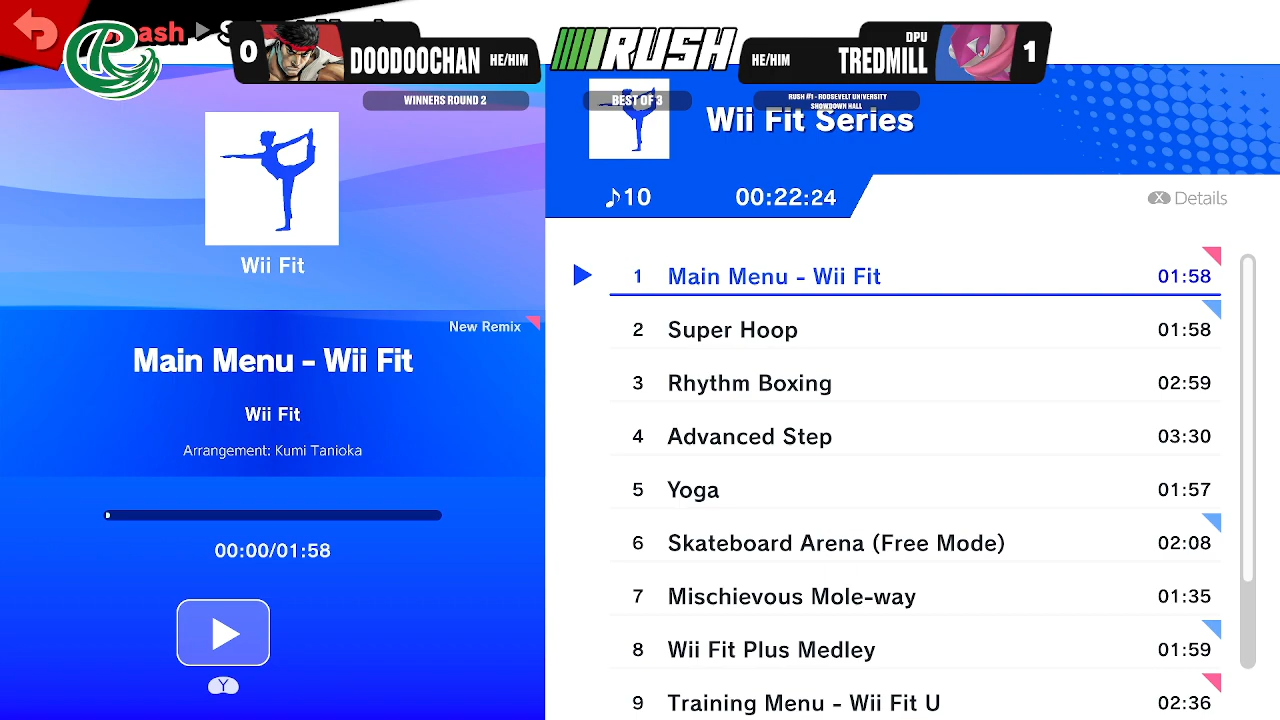 0
DOODOOCHAN HE/HIM
RUSH
HE/HIM
DPU
TREDMILL
1
WINNERS ROUND 2
BEST OF 3
RUSH #1 - ROOSEVELT UNIVERSITY
SHOWDOWN HALL
Wii Fit Series
♪10 00:22:24
Details
Wii Fit
New Remix
Main Menu - Wii Fit
Wii Fit
Arrangement: Kumi Tanioka
00:00/01:58
Y
1 Main Menu - Wii Fit 01:58
2 Super Hoop 01:58
3 Rhythm Boxing 02:59
4 Advanced Step 03:30
5 Yoga 01:57
6 Skateboard Arena (Free Mode) 02:08
7 Mischievous Mole-way 01:35
8 Wii Fit Plus Medley 01:59
9 Training Menu - Wii Fit U 02:36